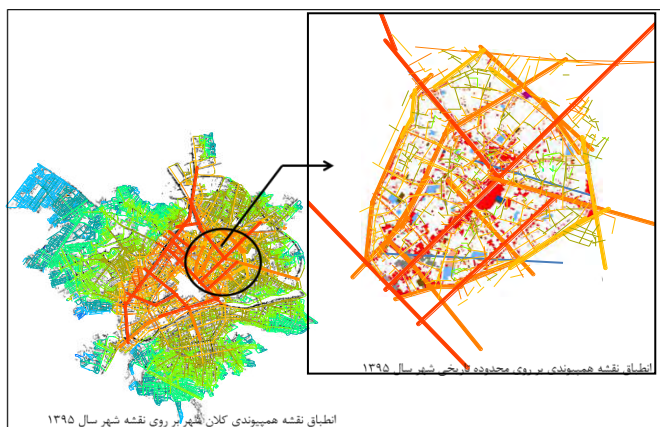 انطباق نقشه همپیوندی بر روی محدوده تاریخی شهر سال ۱۳۹۵
انطباق نقشه همپیوندی کلان شهر بر روی نقشه شهر سال ۱۳۹۵